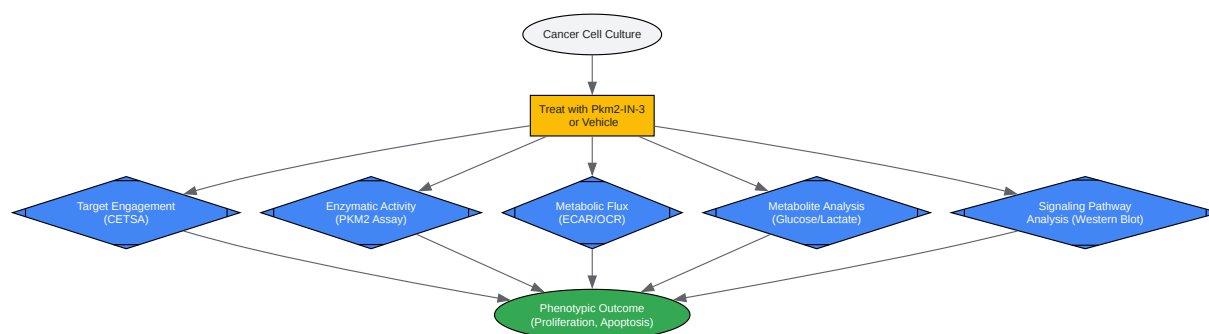 Cancer Cell Culture
Treat with Pkm2-IN-3
or Vehicle
Target Engagement
(CETSA)
Enzymatic Activity
(PKM2 Assay)
Metabolic Flux
(ECAR/OCR)
Metabolite Analysis
(Glucose/Lactate)
Signaling Pathway
Analysis (Western Blot)
Phenotypic Outcome
(Proliferation, Apoptosis)